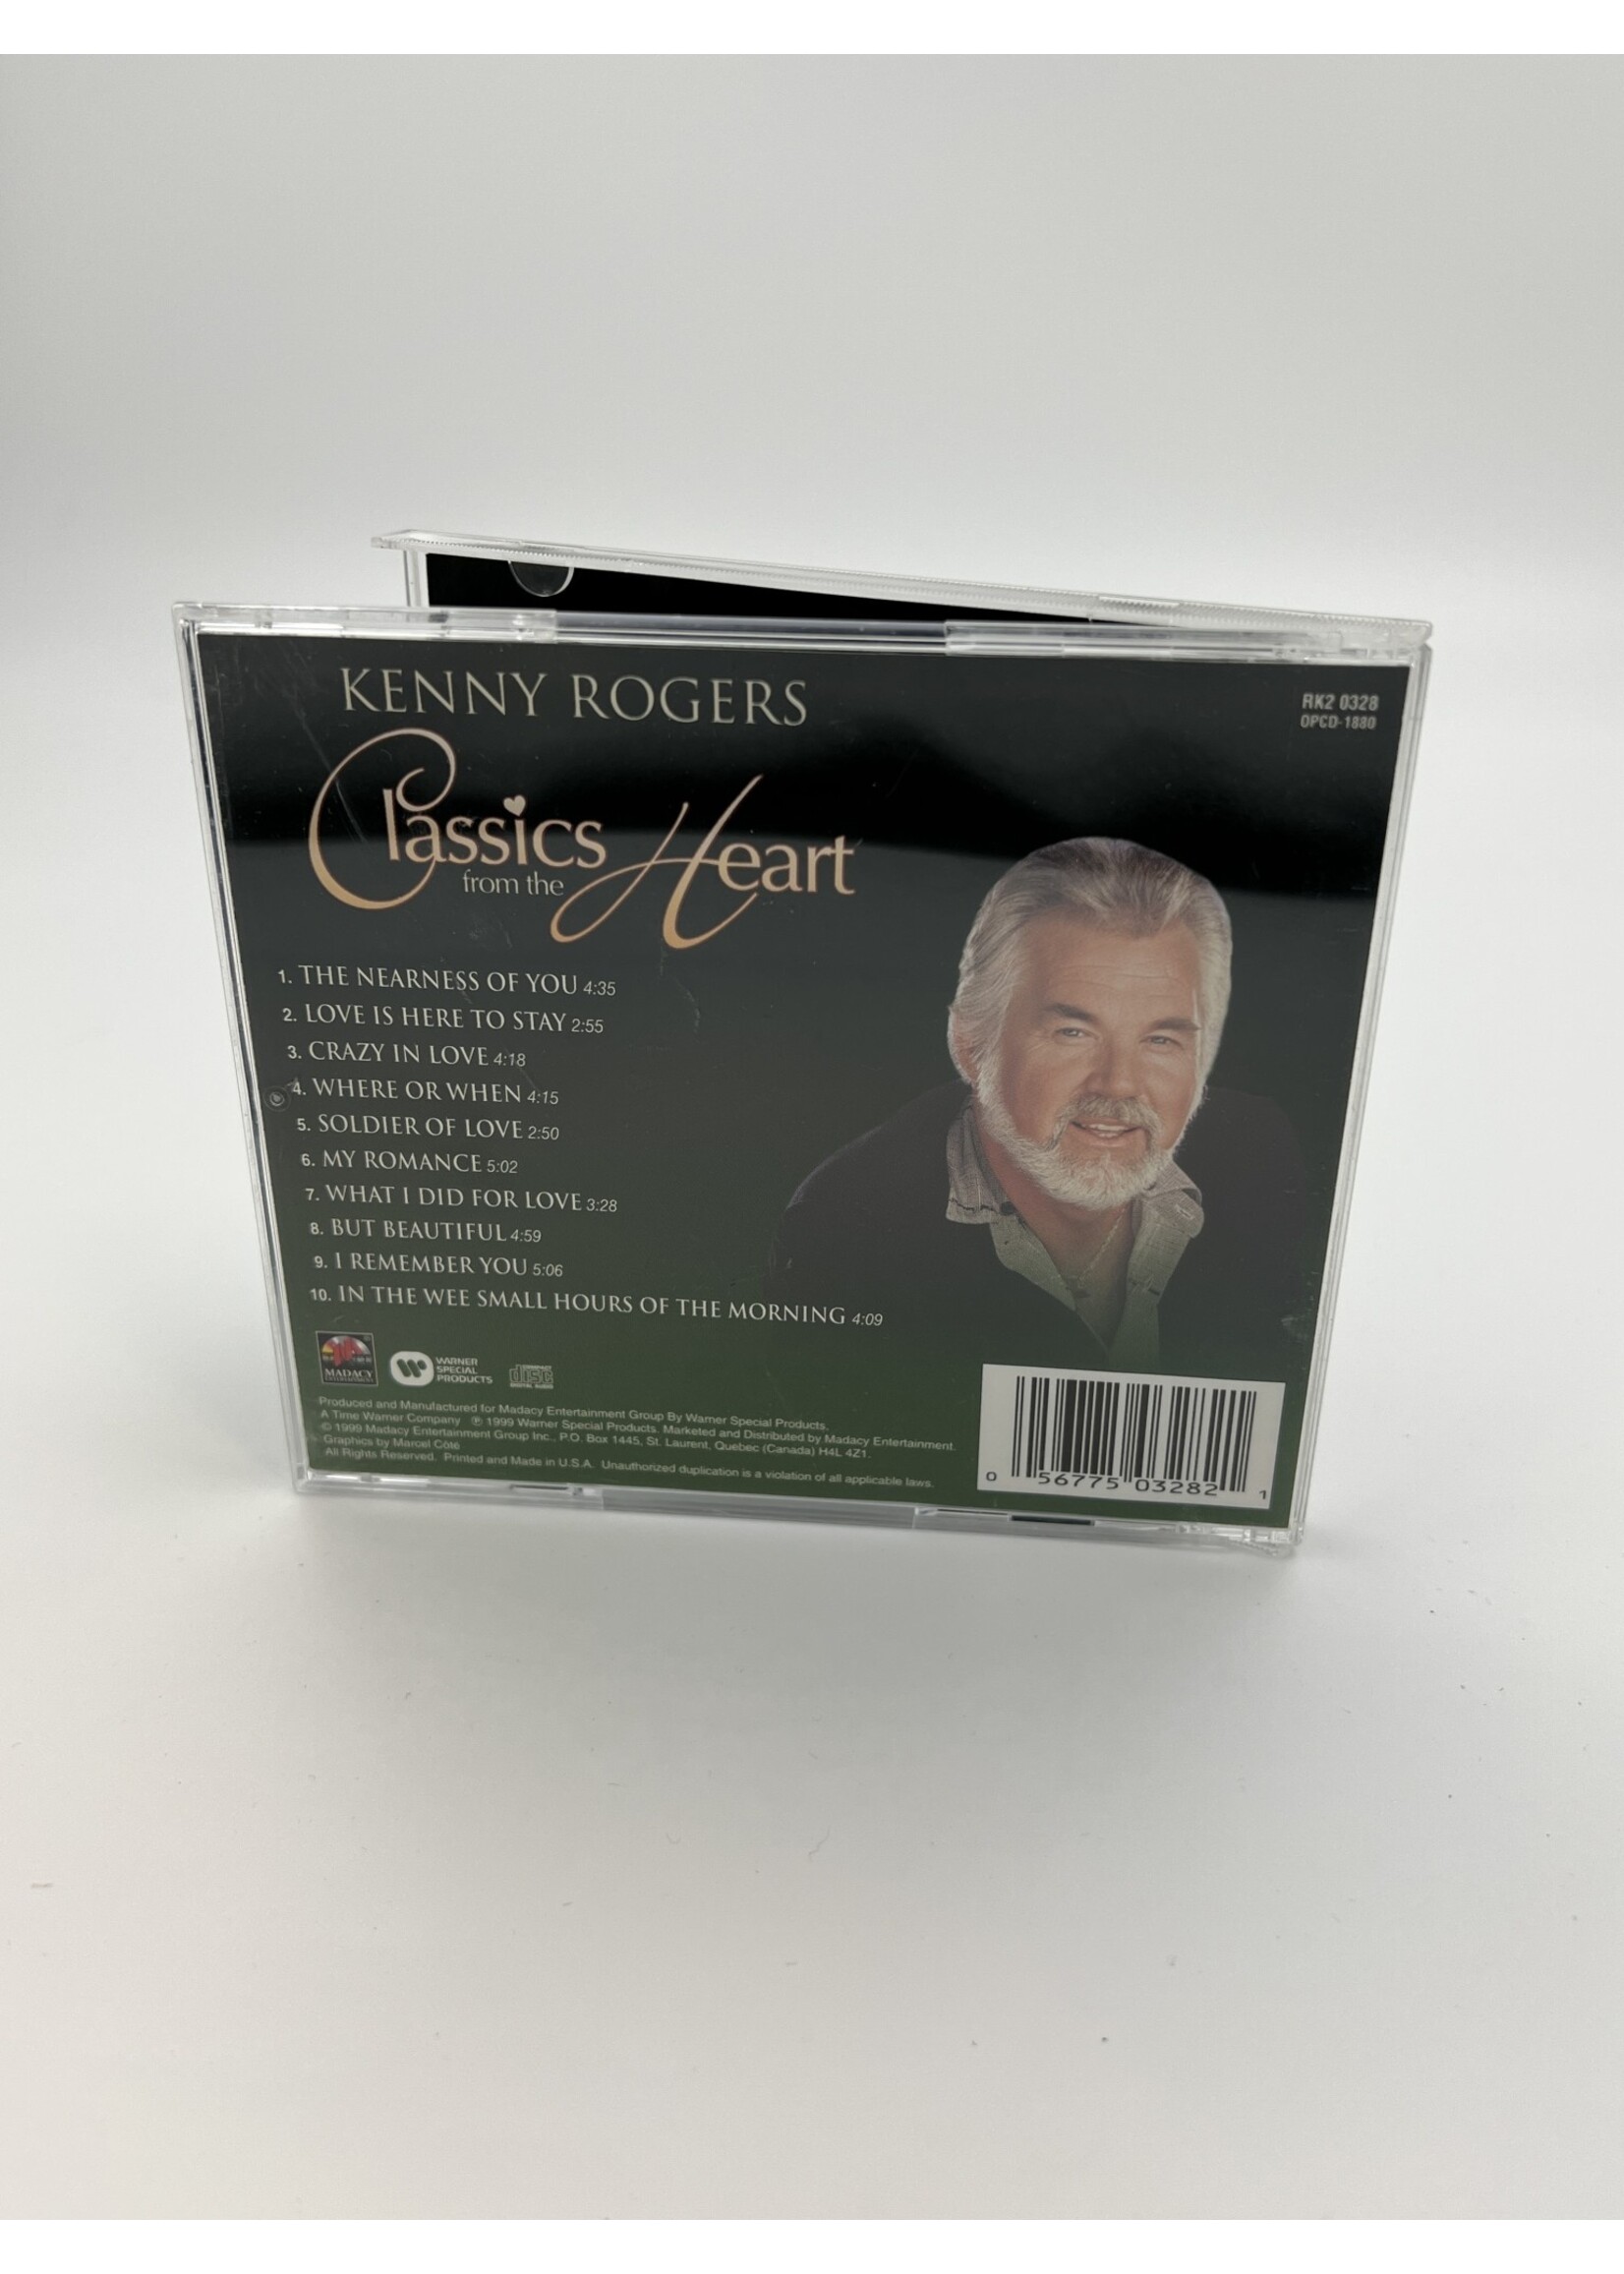 KENNY ROGERS
RK2 0328
OPCD-1880
Classics
from the
Heart
1. THE NEARNESS OF YOU 4:35
2. LOVE IS HERE TO STAY 2:55
3. CRAZY IN LOVE 4:18
4. WHERE OR WHEN 4:15
5. SOLDIER OF LOVE 2:50
6. MY ROMANCE 5:02
7. WHAT I DID FOR LOVE 3:28
8. BUT BEAUTIFUL 4:59
9. I REMEMBER YOU 5:06
10. IN THE WEE SMALL HOURS OF THE MORNING 4:09
MADACY
ENTERTAINMENT
WARNER
SPECIAL
PRODUCTS
COMPACT
disc
DIGITAL AUDIO
Produced and Manufactured for Madacy Entertainment Group By Warner Special Products,
A Time Warner Company ℗ 1999 Warner Special Products. Marketed and Distributed by Madacy Entertainment.
© 1999 Madacy Entertainment Group Inc., P.O. Box 1445, St. Laurent, Quebec (Canada) H4L 4Z1.
Graphics by Marcel Côté
All Rights Reserved. Printed and Made in U.S.A. Unauthorized duplication is a violation of all applicable laws.
0 56775 03282 1